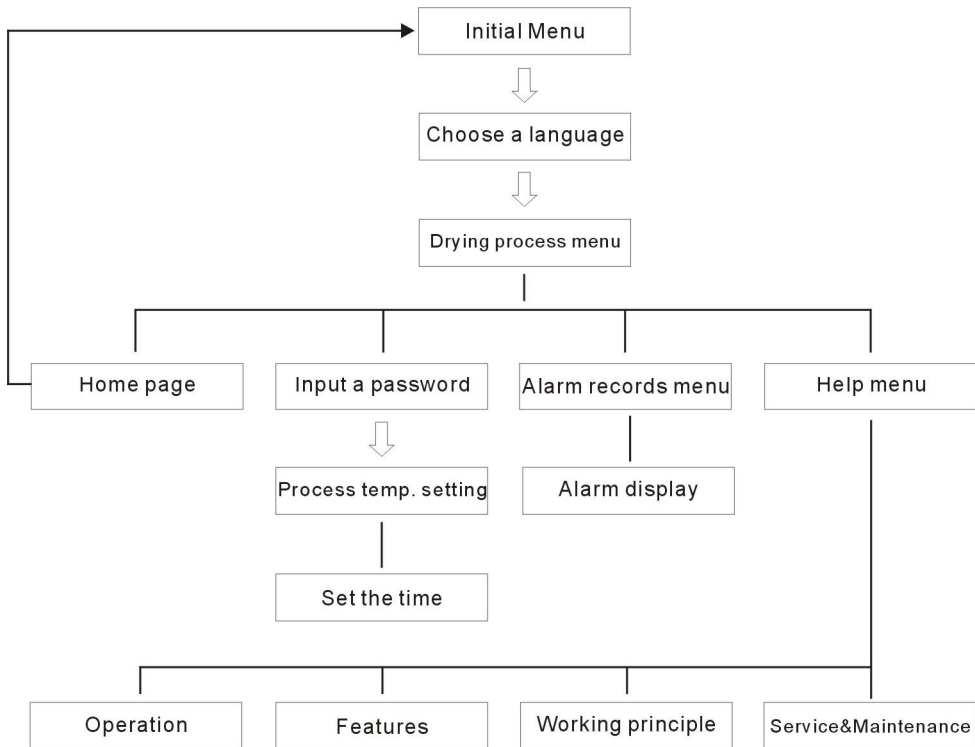 Initial Menu
Choose a language
Drying process menu
Home page
Input a password
Alarm records menu
Help menu
Process temp. setting
Alarm display
Set the time
Operation
Features
Working principle
Service&Maintenance